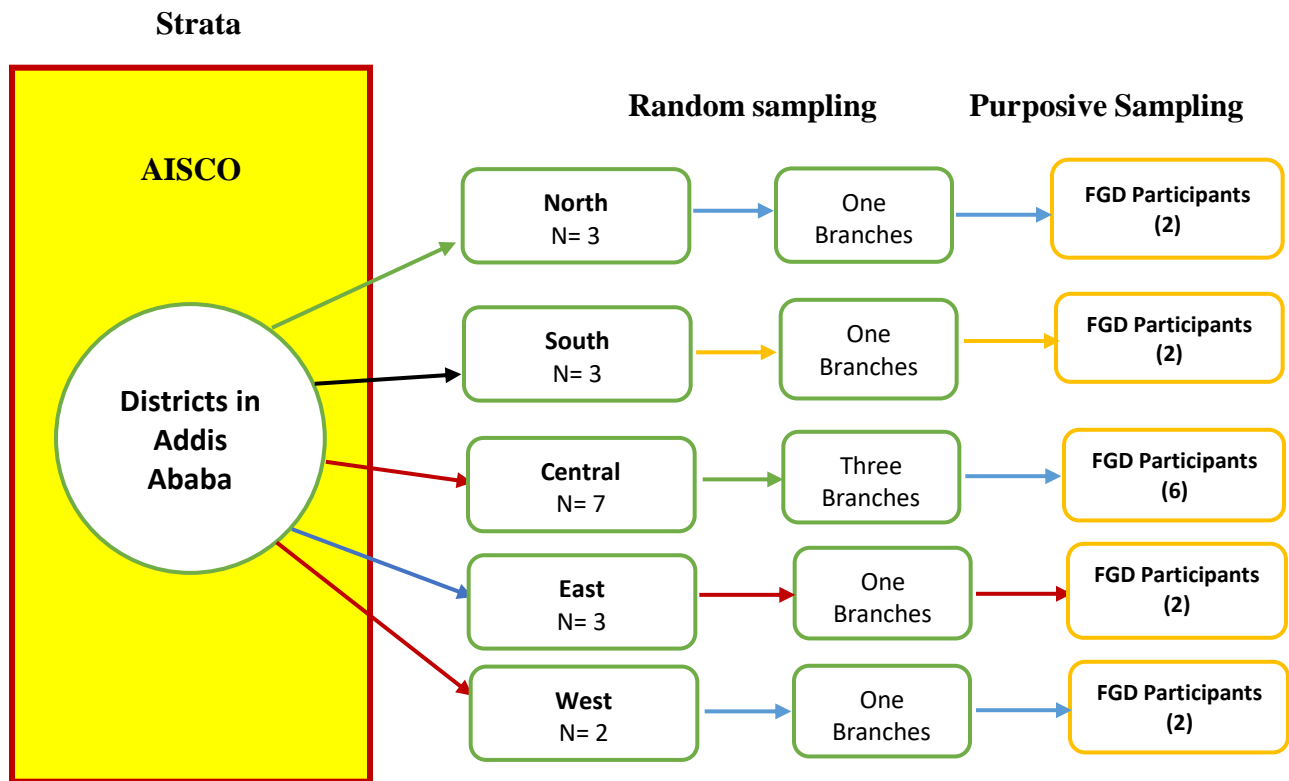 Strata
Random sampling
Purposive Sampling
AISCO
Districts in
Addis
Ababa
North
N= 3
One
Branches
FGD Participants
(2)
South
N= 3
One
Branches
FGD Participants
(2)
Central
N= 7
Three
Branches
FGD Participants
(6)
East
N= 3
One
Branches
FGD Participants
(2)
West
N= 2
One
Branches
FGD Participants
(2)